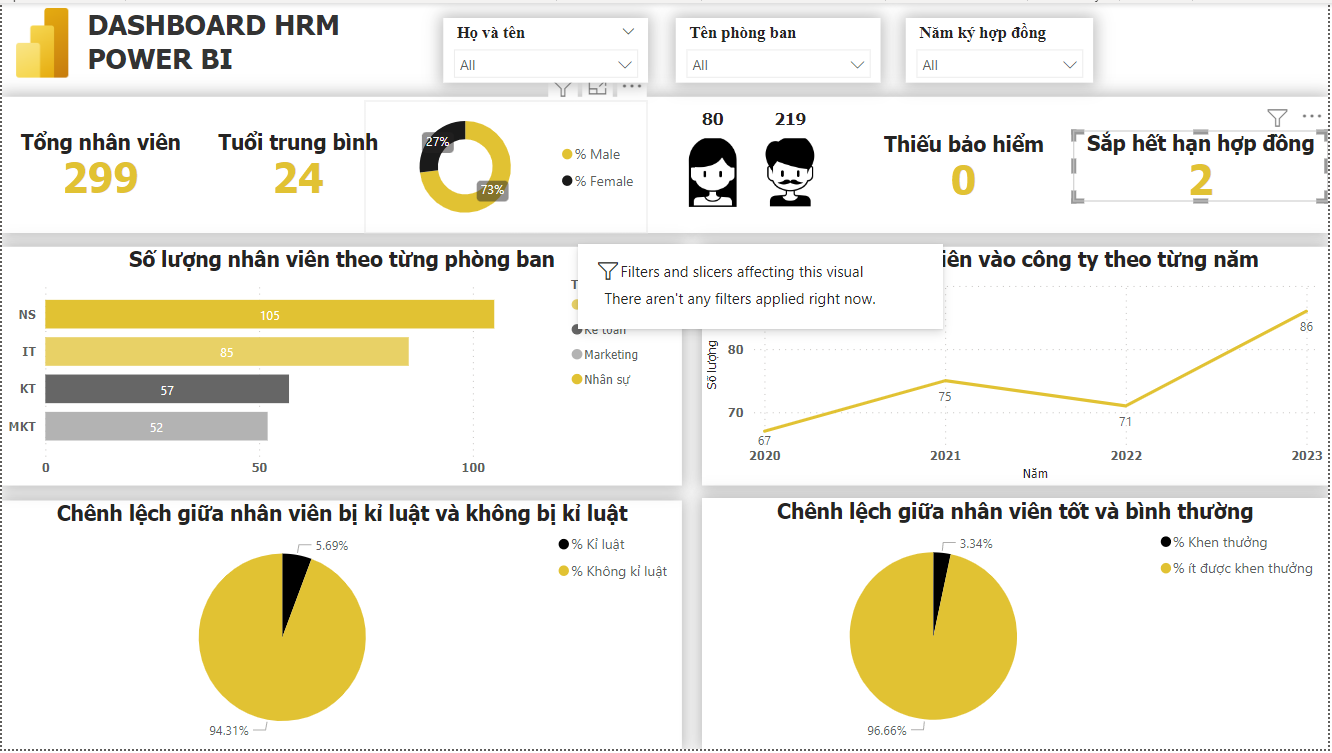 DASHBOARD HRM
POWER BI
Họ và tên
All
Tên phòng ban
All
Năm ký hợp đồng
All
Tổng nhân viên
299
Tuổi trung bình
24
27%
73%
% Male
% Female
80
219
Thiếu bảo hiểm
0
Sắp hết hạn hợp đồng
2
Số lượng nhân viên theo từng phòng ban
NS
105
IT
85
KT
57
MKT
52
0
50
100
T
Kế toán
Marketing
Nhân sự
Filters and slicers affecting this visual
There aren't any filters applied right now.
iên vào công ty theo từng năm
Số lượng
80
70
67
75
71
86
2020
2021
2022
2023
Năm
Chênh lệch giữa nhân viên bị kỉ luật và không bị kỉ luật
5.69%
94.31%
% Kỉ luật
% Không kỉ luật
Chênh lệch giữa nhân viên tốt và bình thường
3.34%
96.66%
% Khen thưởng
% ít được khen thưởng